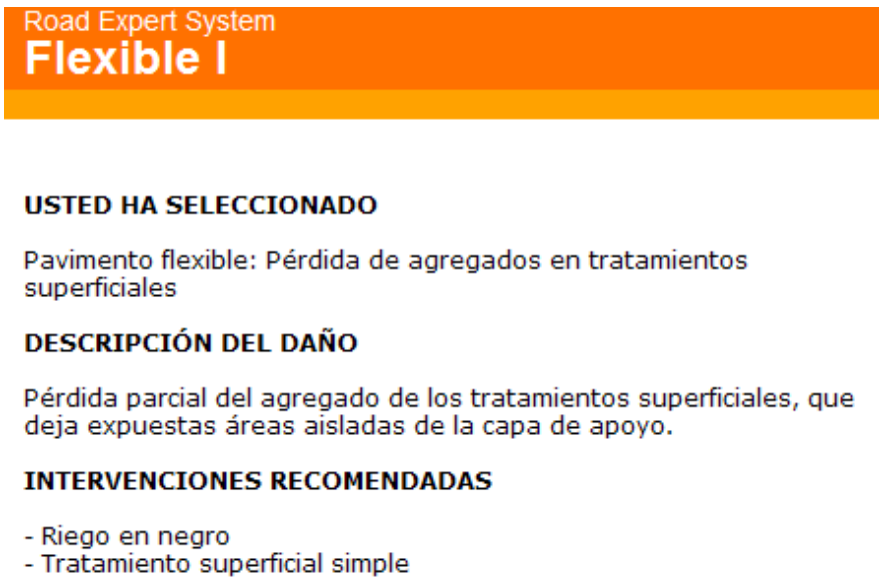 Road Expert System
Flexible I
USTED HA SELECCIONADO
Pavimento flexible: Pérdida de agregados en tratamientos
superficiales
DESCRIPCIÓN DEL DAÑO
Pérdida parcial del agregado de los tratamientos superficiales, que
deja expuestas áreas aisladas de la capa de apoyo.
INTERVENCIONES RECOMENDADAS
- Riego en negro
- Tratamiento superficial simple